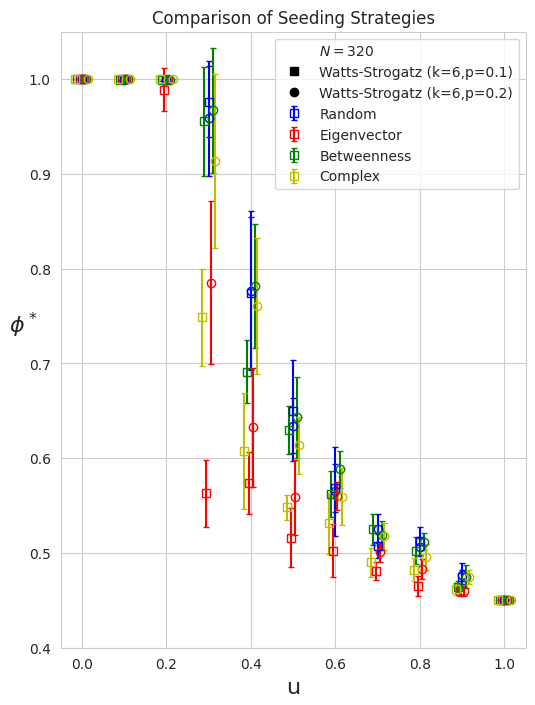 Comparison of Seeding Strategies
N = 320
Watts-Strogatz (k=6,p=0.1)
Watts-Strogatz (k=6,p=0.2)
Random
Eigenvector
Betweenness
Complex
1.0
0.9
0.8
0.7
0.6
0.5
0.4
ϕ*
0.0 0.2 0.4 0.6 0.8 1.0
u